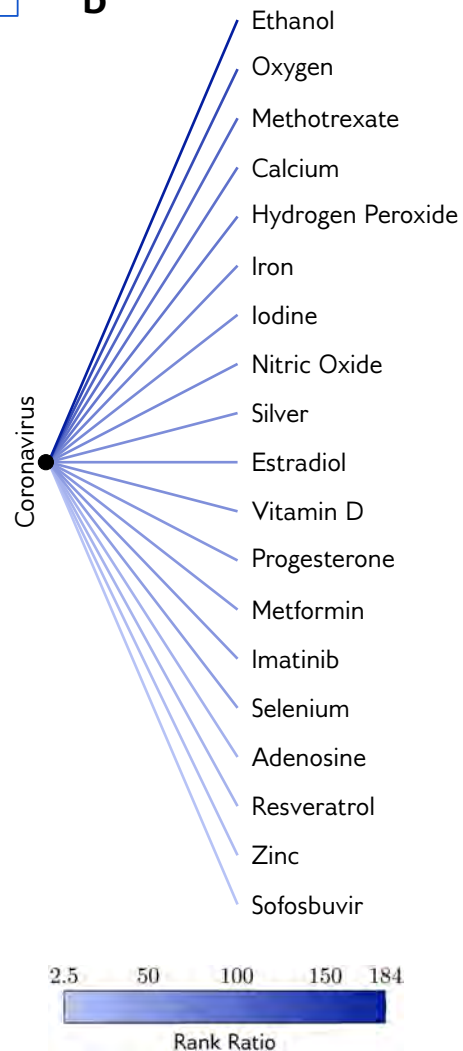 D
Ethanol
Oxygen
Methotrexate
Calcium
Hydrogen Peroxide
Iron
Iodine
Nitric Oxide
Silver
Coronavirus
Estradiol
Vitamin D
Progesterone
Metformin
Imatinib
Selenium
Adenosine
Resveratrol
Zinc
Sofosbuvir
2.5 50 100 150 184
Rank Ratio